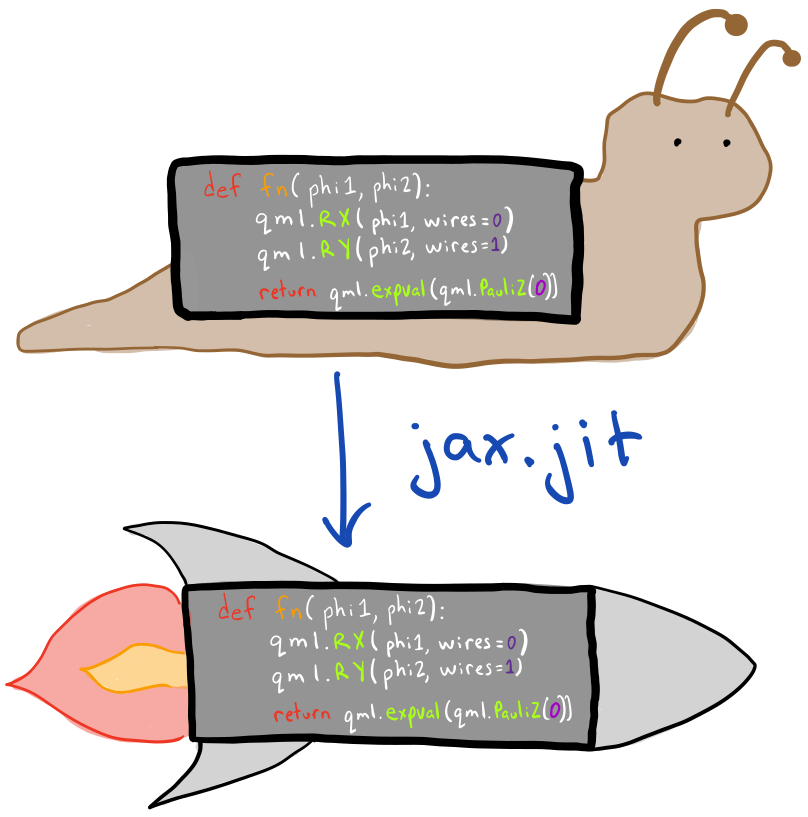 def fn(phi1, phi2):
qml.RX(phi1, wires=0)
qml.RY(phi2, wires=1)
return qml.expval(qml.PauliZ(0))
jax.jit
def fn(phi1, phi2):
qml.RX(phi1, wires=0)
qml.RY(phi2, wires=1)
return qml.expval(qml.PauliZ(0))